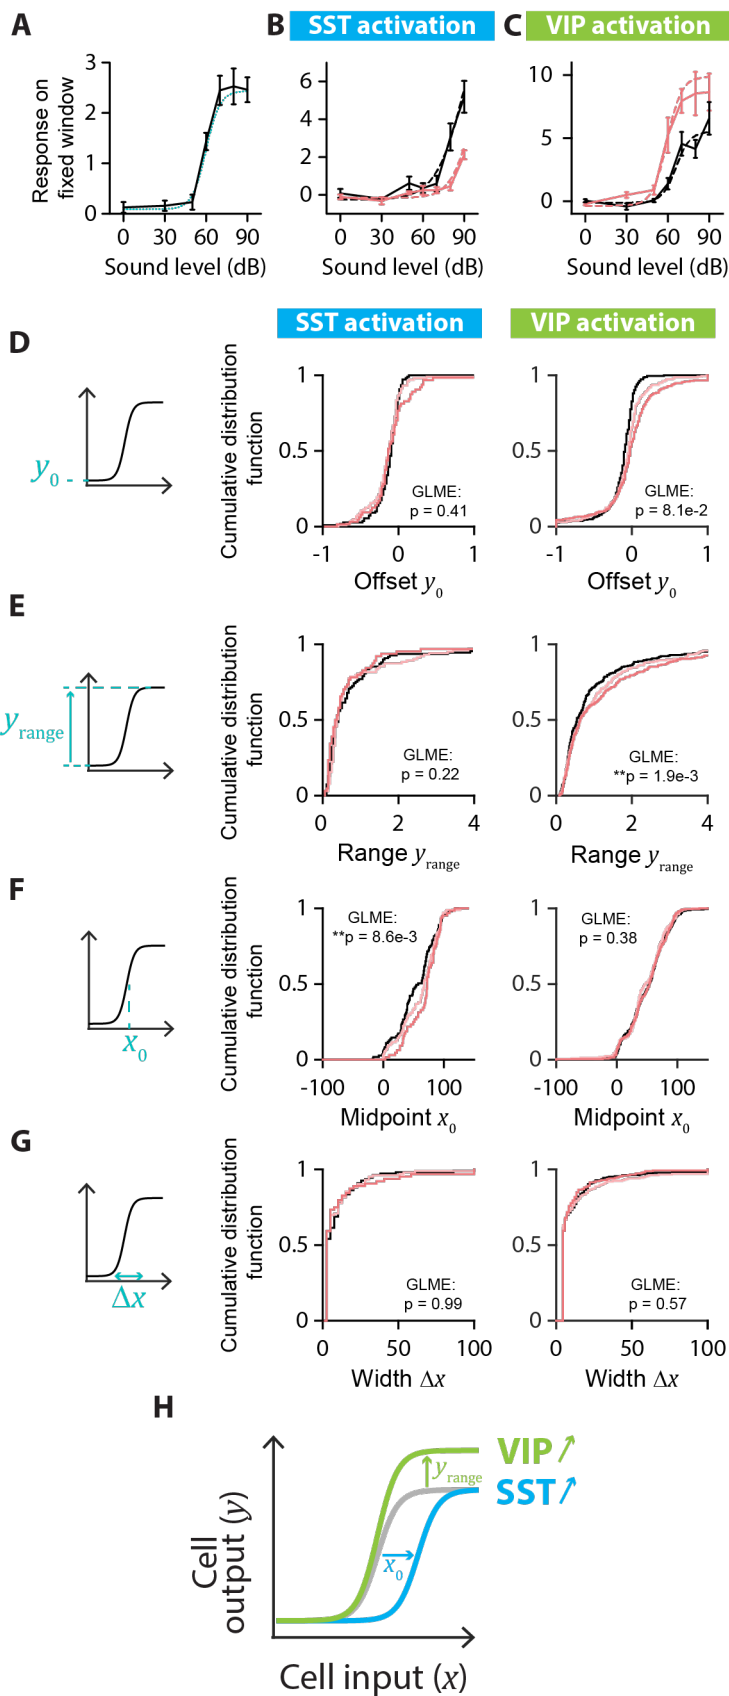 A
B SST activation
C VIP activation
Response on
fixed window
3
2
1
0
0 30 60 90
Sound level (dB)
6
4
2
0
0 30 60 90
Sound level (dB)
10
5
0
0 30 60 90
Sound level (dB)
SST activation
VIP activation
D
y0
Cumulative distribution
function
1
0.5
0
-1 0 1
GLME:
p = 0.41
Offset y0
1
0.5
0
-1 0 1
GLME:
p = 8.1e-2
Offset y0
E
yrange
Cumulative distribution
function
1
0.5
0
0 2 4
GLME:
p = 0.22
Range yrange
1
0.5
0
0 2 4
GLME:
**p = 1.9e-3
Range yrange
F
x0
Cumulative distribution
function
1
0.5
0
-100 0 100
GLME:
**p = 8.6e-3
Midpoint x0
1
0.5
0
-100 0 100
GLME:
p = 0.38
Midpoint x0
G
Δx
Cumulative distribution
function
1
0.5
0
0 50 100
GLME:
p = 0.99
Width Δx
1
0.5
0
0 50 100
GLME:
p = 0.57
Width Δx
H
Cell
output (y)
VIP↗
yrange
SST↗
x0
Cell input (x)